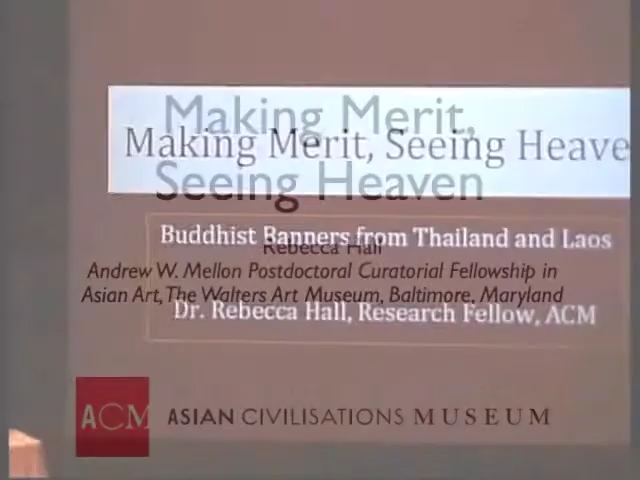 Making Merit,
Making Merit, Seeing Heave
Seeing Heaven
Buddhist Banners from Thailand and Laos
Rebecca Hall
Andrew W. Mellon Postdoctoral Curatorial Fellowship in
Asian Art, The Walters Art Museum, Baltimore, Maryland
Dr. Rebecca Hall, Research Fellow, ACM
ACM ASIAN CIVILISATIONS MUSEUM